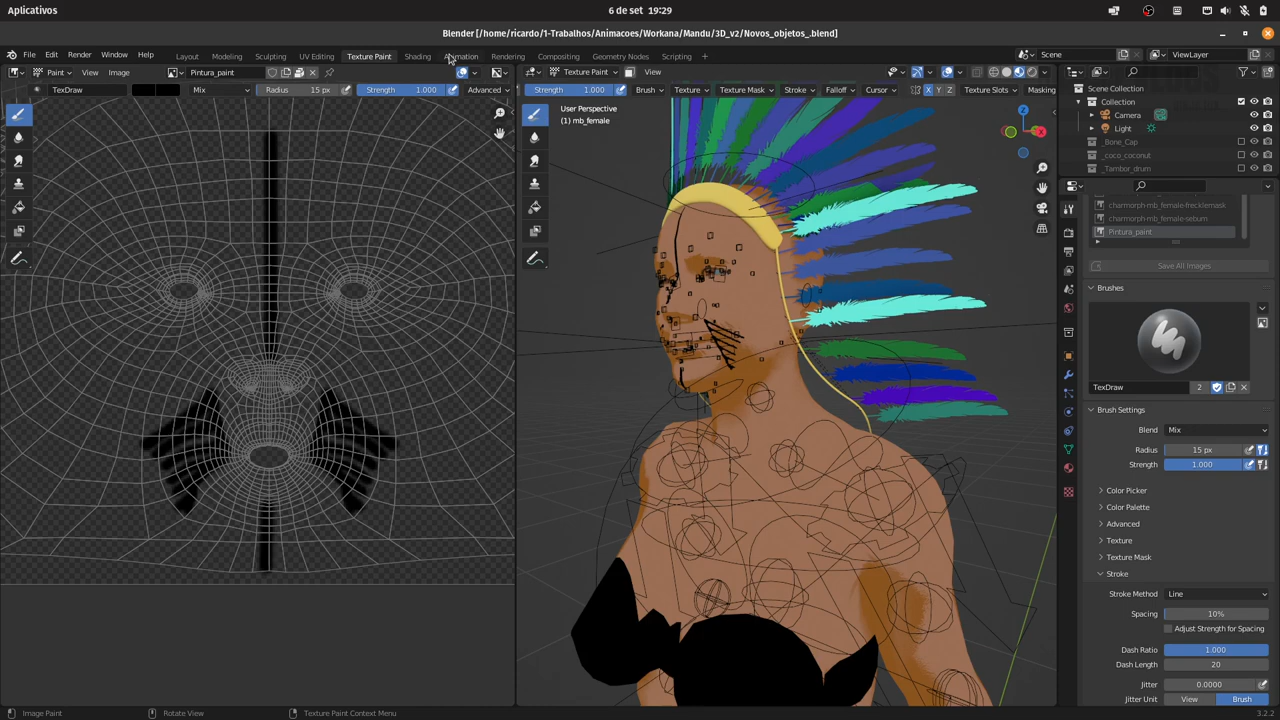 Aplicativos
6 de set 19:29
Blender [/home/ricardo/1-Trabalhos/Animacoes/Workana/Mandu/3D_v2/Novos_objetos_.blend]
File Edit Render Window Help
Layout Modeling Sculpting UV Editing Texture Paint Shading Animation Rendering Compositing Geometry Nodes Scripting +
Scene
ViewLayer
Paint View Image
Pintura_paint
Texture Paint View
TexDraw Mix Radius 15 px Strength 1.000 Advanced
Strength 1.000 Brush Texture Texture Mask Stroke Falloff Cursor X Y Z Texture Slots Masking
User Perspective
(1) mb_female
Z
X
Scene Collection
Collection
Camera
Light
_Bone_Cap
_coco_coconut
_Tambor_drum
charmorph-mb_female-frecklemask
charmorph-mb_female-sebum
Pintura_paint
Save All Images
Brushes
TexDraw 2
Brush Settings
Blend Mix
Radius 15 px
Strength 1.000
Color Picker
Color Palette
Advanced
Texture
Texture Mask
Stroke
Stroke Method Line
Spacing 10%
Adjust Strength for Spacing
Dash Ratio 1.000
Dash Length 20
Jitter 0.0000
Jitter Unit View Brush
Image Paint Rotate View Texture Paint Context Menu
3.2.2